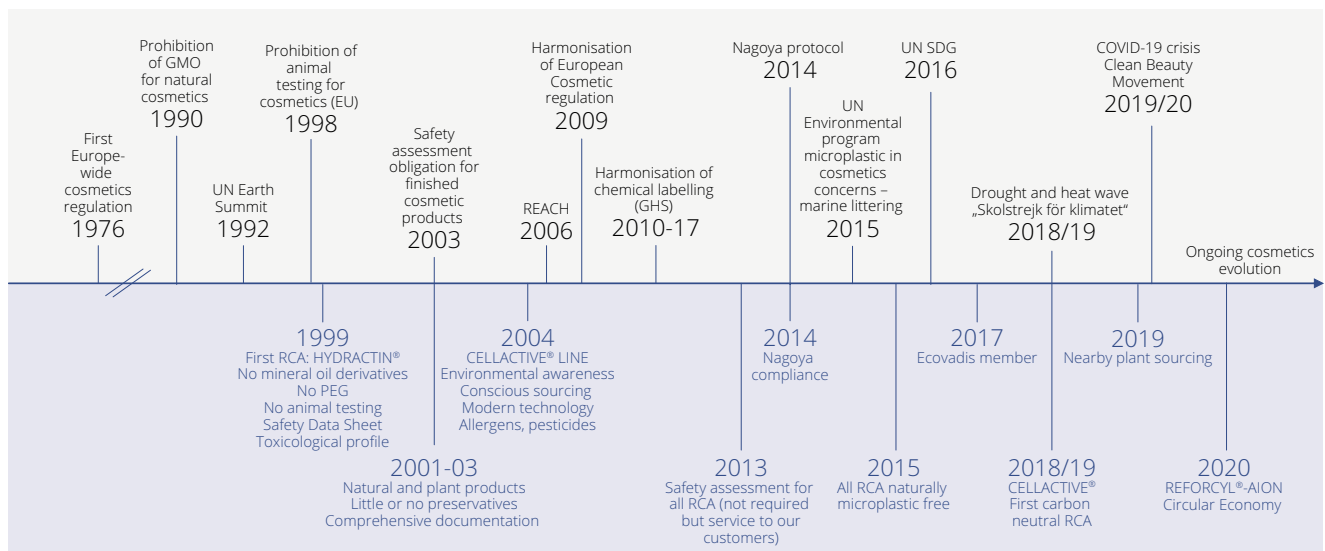 Prohibition
of GMO
for natural
cosmetics
1990
Prohibition of
animal
testing for
cosmetics (EU)
1998
Harmonisation
of European
Cosmetic
regulation
2009
Nagoya protocol
2014
UN SDG
2016
COVID-19 crisis
Clean Beauty
Movement
2019/20
First
Europe-
wide
cosmetics
regulation
1976
UN Earth
Summit
1992
Safety
assessment
obligation for
finished
cosmetic
products
2003
REACH
2006
Harmonisation of
chemical labelling
(GHS)
2010-17
UN
Environmental
program
microplastic in
cosmetics
concerns –
marine littering
2015
Drought and heat wave
„Skolstrejk för klimatet“
2018/19
Ongoing cosmetics
evolution
1999
First RCA: HYDRACTIN®
No mineral oil derivatives
No PEG
No animal testing
Safety Data Sheet
Toxicological profile
2004
CELLACTIVE® LINE
Environmental awareness
Conscious sourcing
Modern technology
Allergens, pesticides
2014
Nagoya
compliance
2017
Ecovadis member
2019
Nearby plant sourcing
2001-03
Natural and plant products
Little or no preservatives
Comprehensive documentation
2013
Safety assessment for
all RCA (not required
but service to our
customers)
2015
All RCA naturally
microplastic free
2018/19
CELLACTIVE®
First carbon
neutral RCA
2020
REFORCYL®-AION
Circular Economy